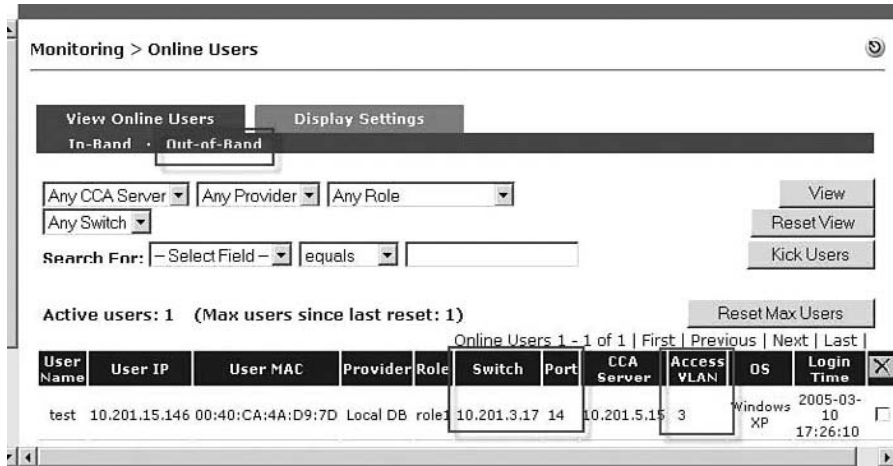 Monitoring > Online Users
View Online Users Display Settings
In-Band · Out-of-Band
Any CCA Server Any Provider Any Role View
Any Switch Reset View
Search For: – Select Field – equals Kick Users
Active users: 1 (Max users since last reset: 1) Reset Max Users
Online Users 1 - 1 of 1 | First | Previous | Next | Last |
User Name User IP User MAC Provider Role Switch Port CCA Server Access VLAN OS Login Time
test 10.201.15.146 00:40:CA:4A:D9:7D Local DB role1 10.201.3.17 14 10.201.5.15 3 Windows XP 2005-03-10 17:26:10